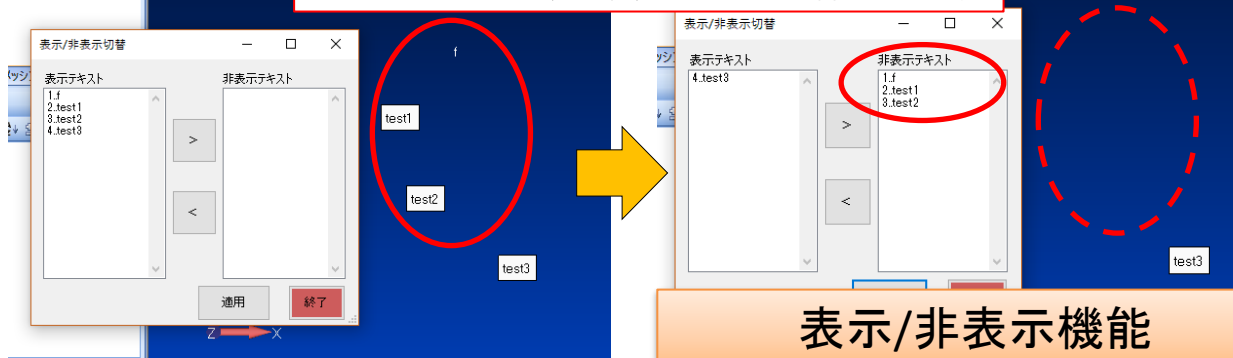 表示/非表示切替
表示テキスト
非表示テキスト
1..f
2..test1
3..test2
4..test3
>
<
適用
終了
f
test1
test2
test3
Z
X
表示/非表示切替
表示テキスト
非表示テキスト
4..test3
1..f
2..test1
3..test2
>
<
test3
表示/非表示機能